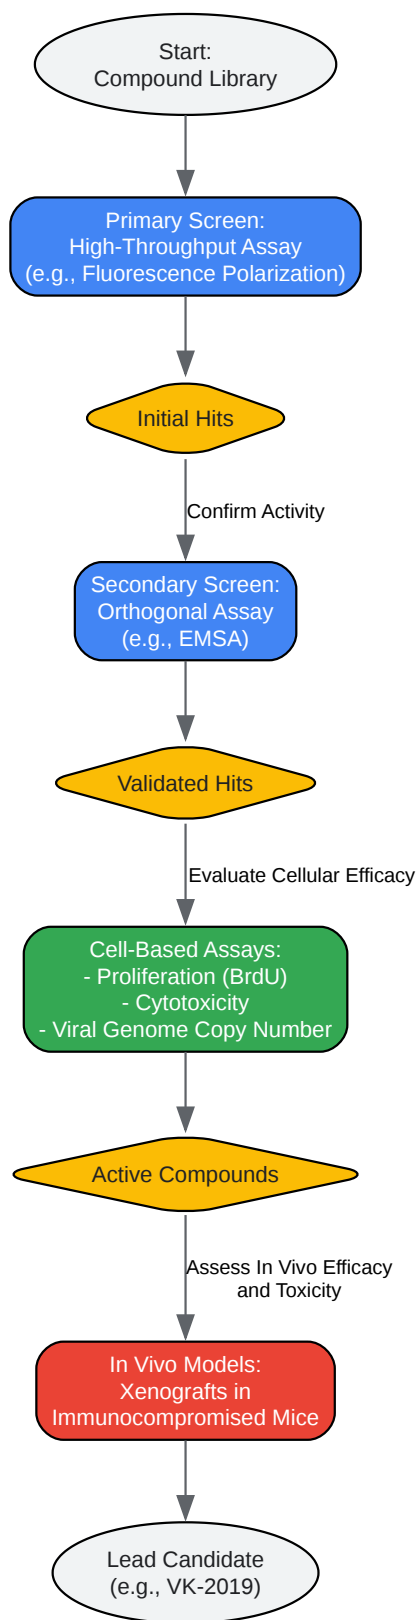 Start:
Compound Library
Primary Screen:
High-Throughput Assay
(e.g., Fluorescence Polarization)
Initial Hits
Confirm Activity
Secondary Screen:
Orthogonal Assay
(e.g., EMSA)
Validated Hits
Evaluate Cellular Efficacy
Cell-Based Assays:
- Proliferation (BrdU)
- Cytotoxicity
- Viral Genome Copy Number
Active Compounds
Assess In Vivo Efficacy
and Toxicity
In Vivo Models:
Xenografts in
Immunocompromised Mice
Lead Candidate
(e.g., VK-2019)